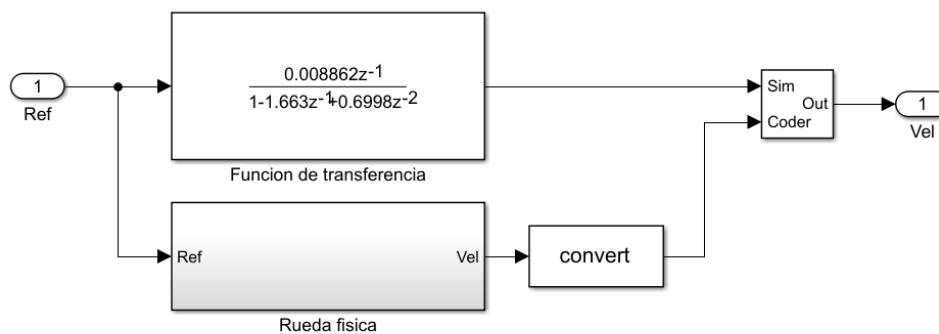 1
Ref
0.008862z-1
1-1.663z-1+0.6998z-2
Funcion de transferencia
Sim
Out
Coder
1
Vel
Ref
Vel
convert
Rueda fisica